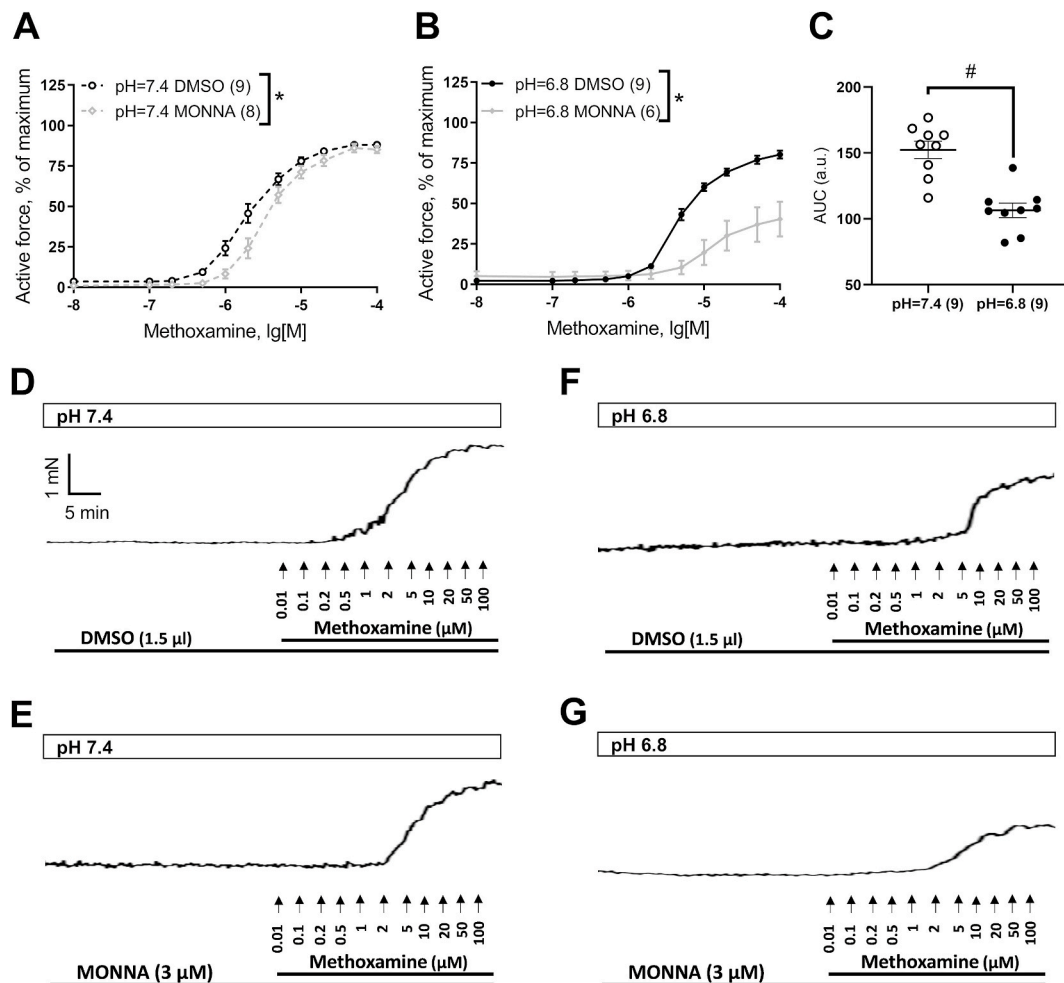 A
125
100
75
50
25
0
Active force, % of maximum
pH=7.4 DMSO (9)
pH=7.4 MONNA (8)
*
-8
-7
-6
-5
-4
Methoxamine, lg[M]
B
125
100
75
50
25
0
Active force, % of maximum
pH=6.8 DMSO (9)
pH=6.8 MONNA (6)
*
-8
-7
-6
-5
-4
Methoxamine, lg[M]
C
#
200
150
100
50
AUC (a.u.)
pH=7.4 (9)
pH=6.8 (9)
D
pH 7.4
1 mN
5 min
0.01
0.1
0.2
0.5
1
2
5
10
20
50
100
Methoxamine (µM)
DMSO (1.5 µl)
F
pH 6.8
0.01
0.1
0.2
0.5
1
2
5
10
20
50
100
Methoxamine (µM)
DMSO (1.5 µl)
E
pH 7.4
0.01
0.1
0.2
0.5
1
2
5
10
20
50
100
Methoxamine (µM)
MONNA (3 µM)
G
pH 6.8
0.01
0.1
0.2
0.5
1
2
5
10
20
50
100
Methoxamine (µM)
MONNA (3 µM)